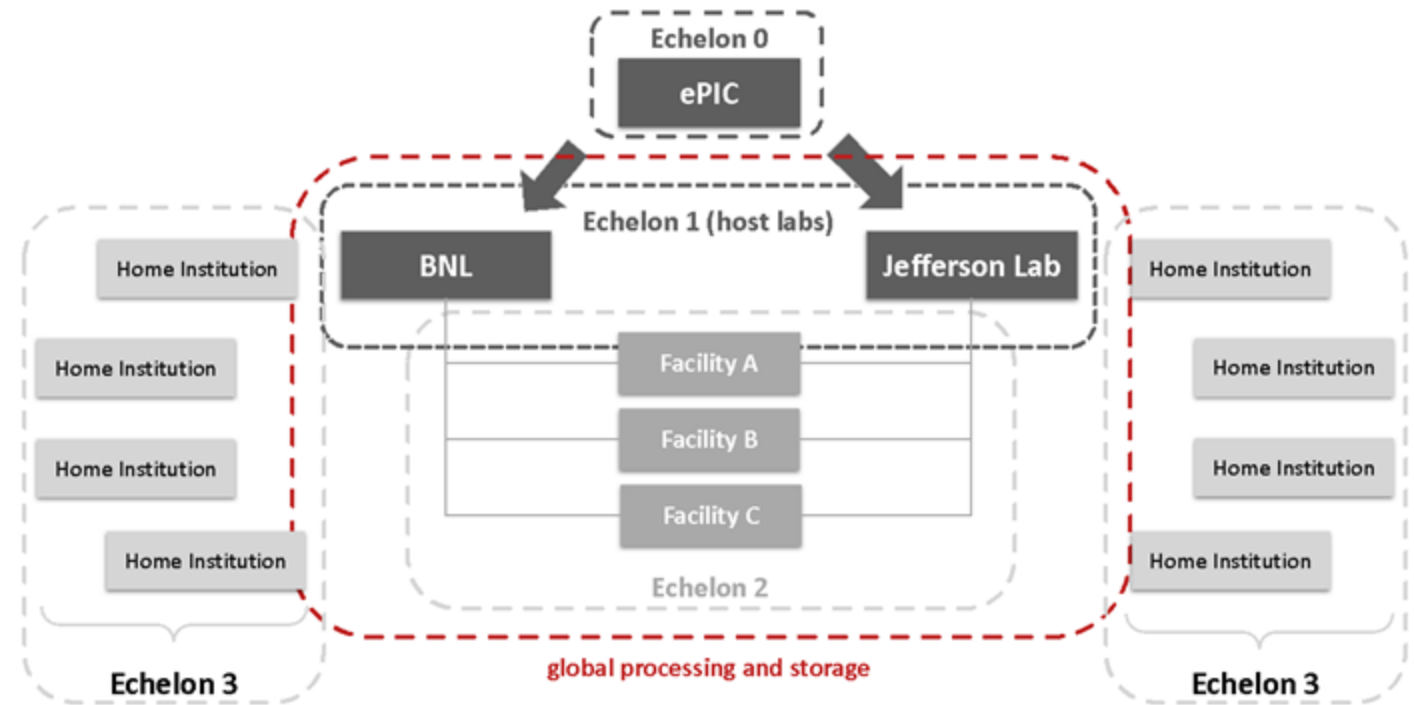 Echelon 0
ePIC
Echelon 1 (host labs)
BNL
Jefferson Lab
Home Institution
Home Institution
Home Institution
Home Institution
Facility A
Facility B
Facility C
Echelon 2
Home Institution
Home Institution
Home Institution
Home Institution
global processing and storage
Echelon 3
Echelon 3